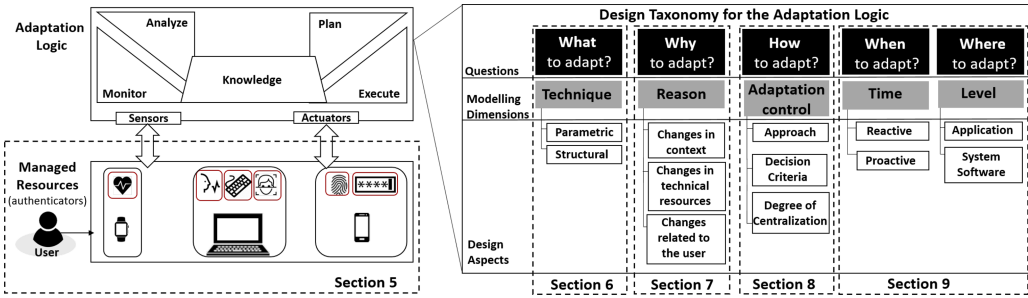 Adaptation
Logic
Analyze
Plan
Knowledge
Monitor
Execute
Sensors
Actuators
Managed
Resources
(authenticators)
User
****
Section 5
Design Taxonomy for the Adaptation Logic
Questions
What
to adapt?
Why
to adapt?
How
to adapt?
When
to adapt?
Where
to adapt?
Modelling
Dimensions
Technique
Reason
Adaptation
control
Time
Level
Design
Aspects
Parametric
Structural
Changes in
context
Changes in
technical
resources
Changes
related to
the user
Approach
Decision
Criteria
Degree of
Centralization
Reactive
Proactive
Application
System
Software
Section 6
Section 7
Section 8
Section 9